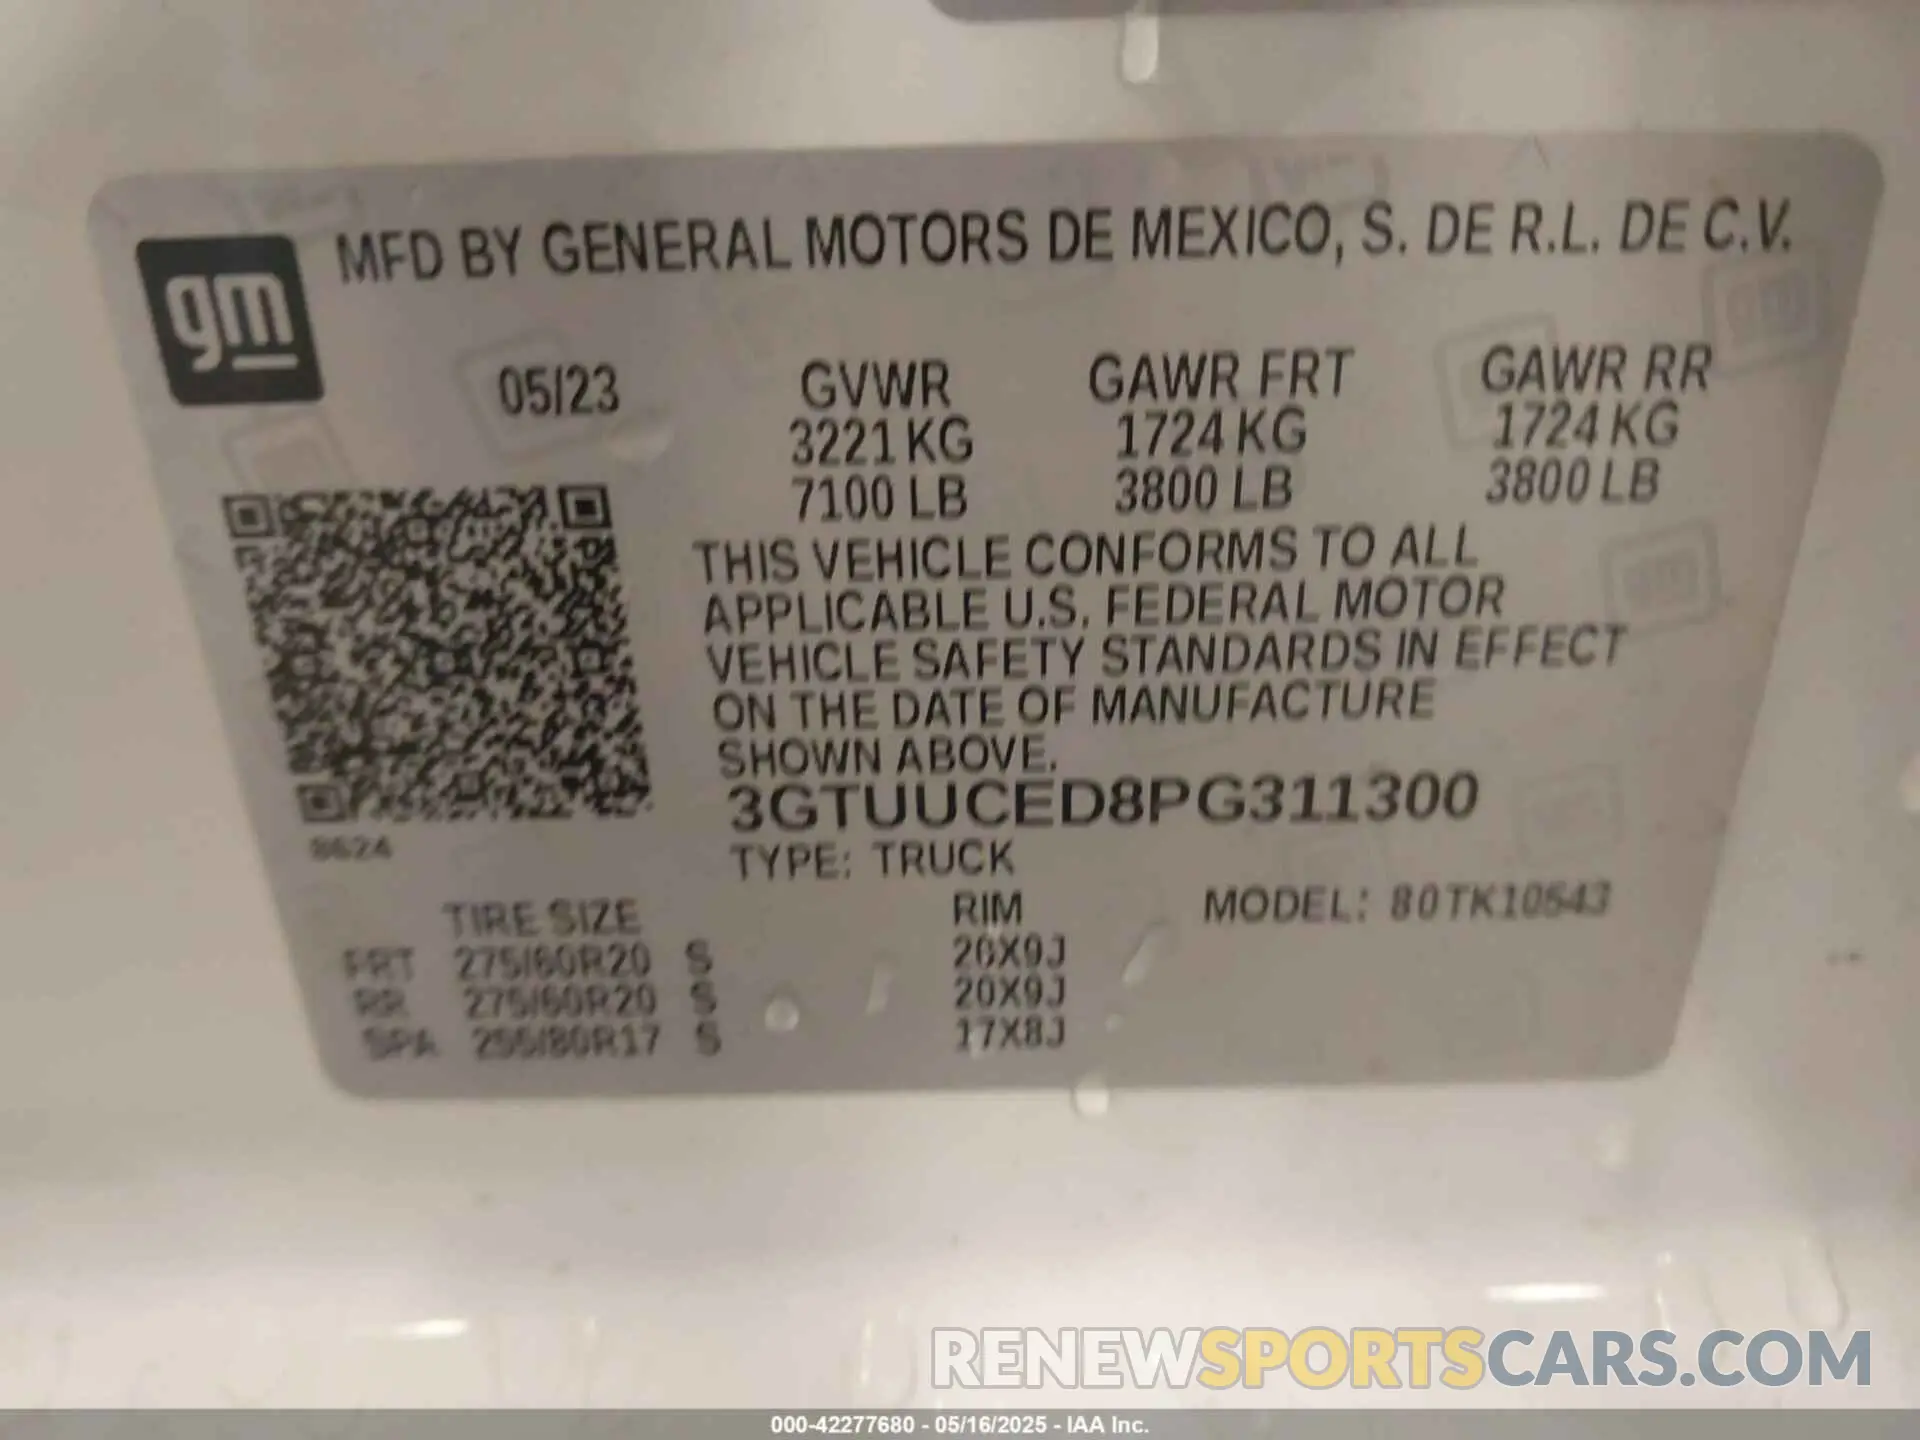 gm
MFD BY GENERAL MOTORS DE MEXICO, S. DE R.L. DE C.V.
05/23 GVWR GAWR FRT GAWR RR
3221 KG 1724 KG 1724 KG
7100 LB 3800 LB 3800 LB
THIS VEHICLE CONFORMS TO ALL
APPLICABLE U.S. FEDERAL MOTOR
VEHICLE SAFETY STANDARDS IN EFFECT
ON THE DATE OF MANUFACTURE
SHOWN ABOVE.
3GTUUCED8PG311300
8624
TYPE: TRUCK
TIRE SIZE RIM MODEL: 80TK10543
FRT 275/60R20 S 20X9J
RR 275/60R20 S 20X9J
SPA 255/80R17 S 17X8J
RENEWSPORTSCARS.COM
000-42277680 - 05/16/2025 - IAA Inc.